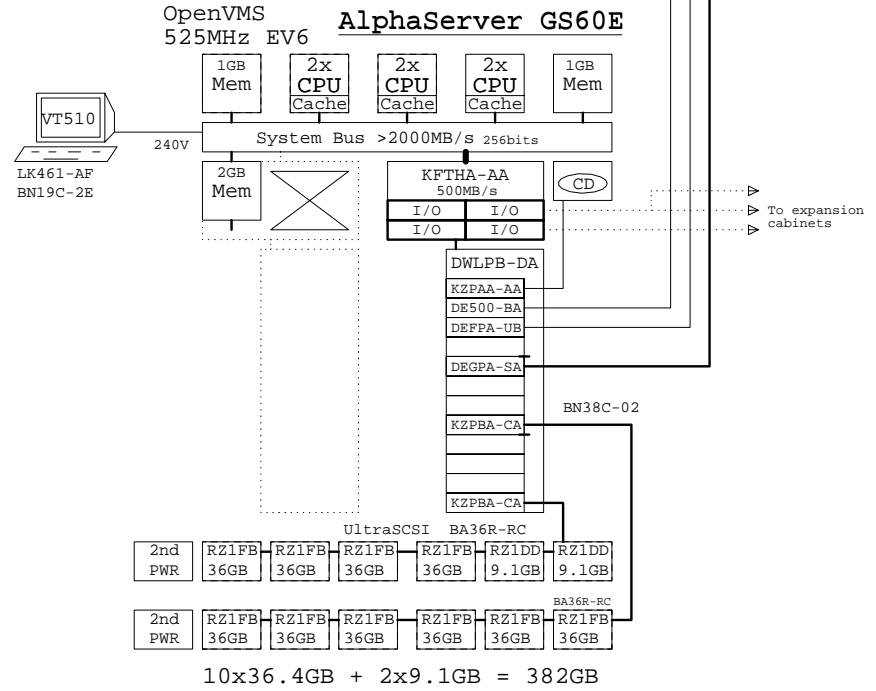 OpenVMS
525MHz EV6
AlphaServer GS60E
1GB
Mem
2x
CPU
Cache
2x
CPU
Cache
2x
CPU
Cache
1GB
Mem
VT510
240V
System Bus >2000MB/s 256bits
LK461-AF
BN19C-2E
2GB
Mem
KFTHA-AA
500MB/s
CD
I/O I/O
I/O I/O
To expansion
cabinets
DWLPB-DA
KZPAA-AA
DE500-BA
DEFPA-UB
DEGPA-SA
BN38C-02
KZPBA-CA
KZPBA-CA
UltraSCSI BA36R-RC
2nd RZ1FB RZ1FB RZ1FB RZ1FB RZ1DD RZ1DD
PWR 36GB 36GB 36GB 36GB 9.1GB 9.1GB
BA36R-RC
2nd RZ1FB RZ1FB RZ1FB RZ1FB RZ1FB RZ1FB
PWR 36GB 36GB 36GB 36GB 36GB 36GB
10x36.4GB + 2x9.1GB = 382GB